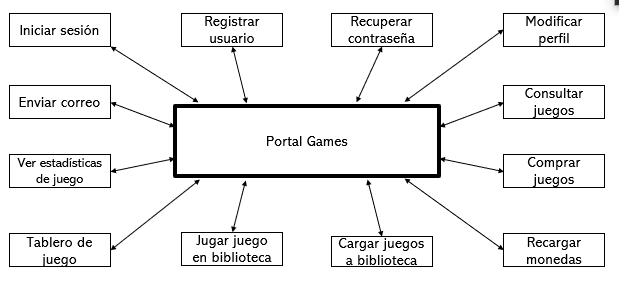 Iniciar sesión
Registrar
usuario
Recuperar
contraseña
Modificar
perfil
Enviar correo
Consultar
juegos
Portal Games
Ver estadísticas
de juego
Comprar
juegos
Tablero de
juego
Jugar juego
en biblioteca
Cargar juegos
a biblioteca
Recargar
monedas